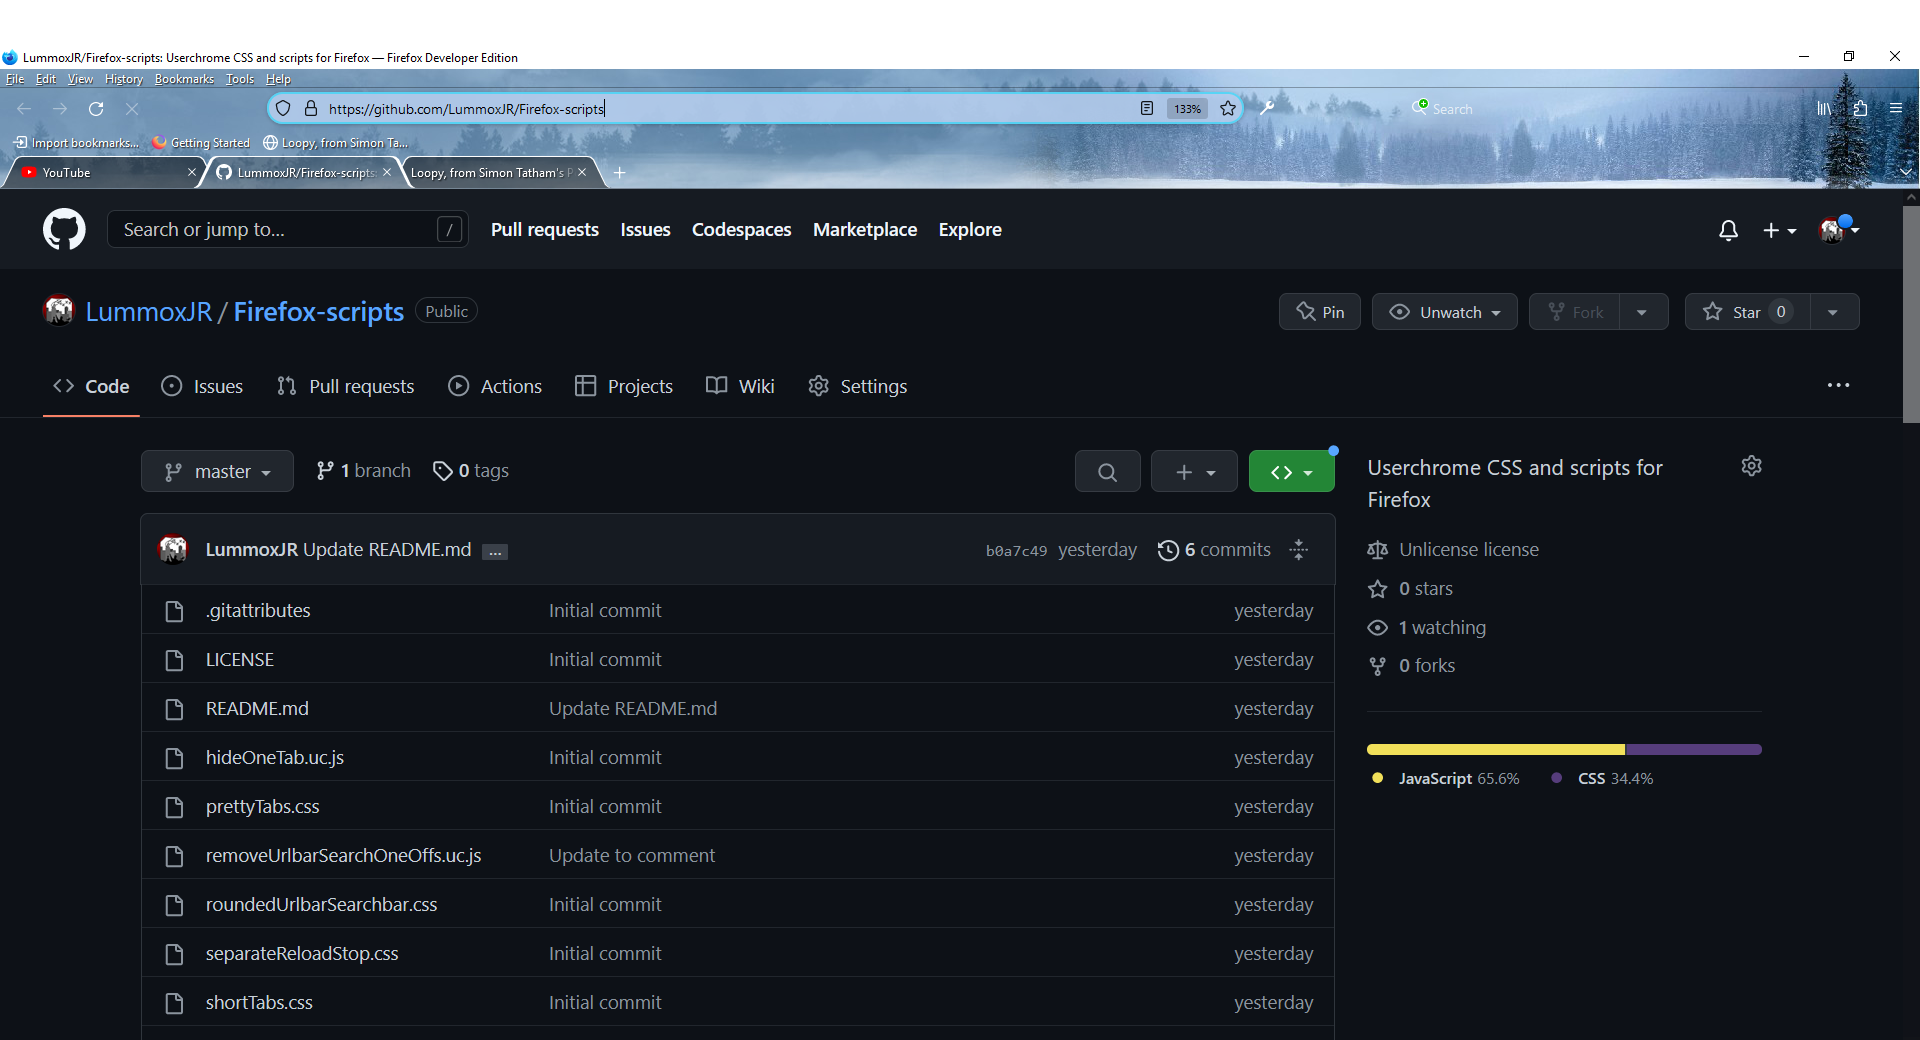 LummoxJR/Firefox-scripts: Userchrome CSS and scripts for Firefox — Firefox Developer Edition
File Edit View History Bookmarks Tools Help
https://github.com/LummoxJR/Firefox-scripts 133% Search
Import bookmarks... Getting Started Loopy, from Simon Ta...
YouTube LummoxJR/Firefox-scripts: Loopy, from Simon Tatham's P
Search or jump to... / Pull requests Issues Codespaces Marketplace Explore
LummoxJR / Firefox-scripts Public Pin Unwatch Fork Star 0
Code Issues Pull requests Actions Projects Wiki Settings
master 1 branch 0 tags
LummoxJR Update README.md ... b0a7c49 yesterday 6 commits
.gitattributes Initial commit yesterday
LICENSE Initial commit yesterday
README.md Update README.md yesterday
hideOneTab.uc.js Initial commit yesterday
prettyTabs.css Initial commit yesterday
removeUrlbarSearchOneOffs.uc.js Update to comment yesterday
roundedUrlbarSearchbar.css Initial commit yesterday
separateReloadStop.css Initial commit yesterday
shortTabs.css Initial commit yesterday
Userchrome CSS and scripts for
Firefox
Unlicense license
0 stars
1 watching
0 forks
JavaScript 65.6% CSS 34.4%